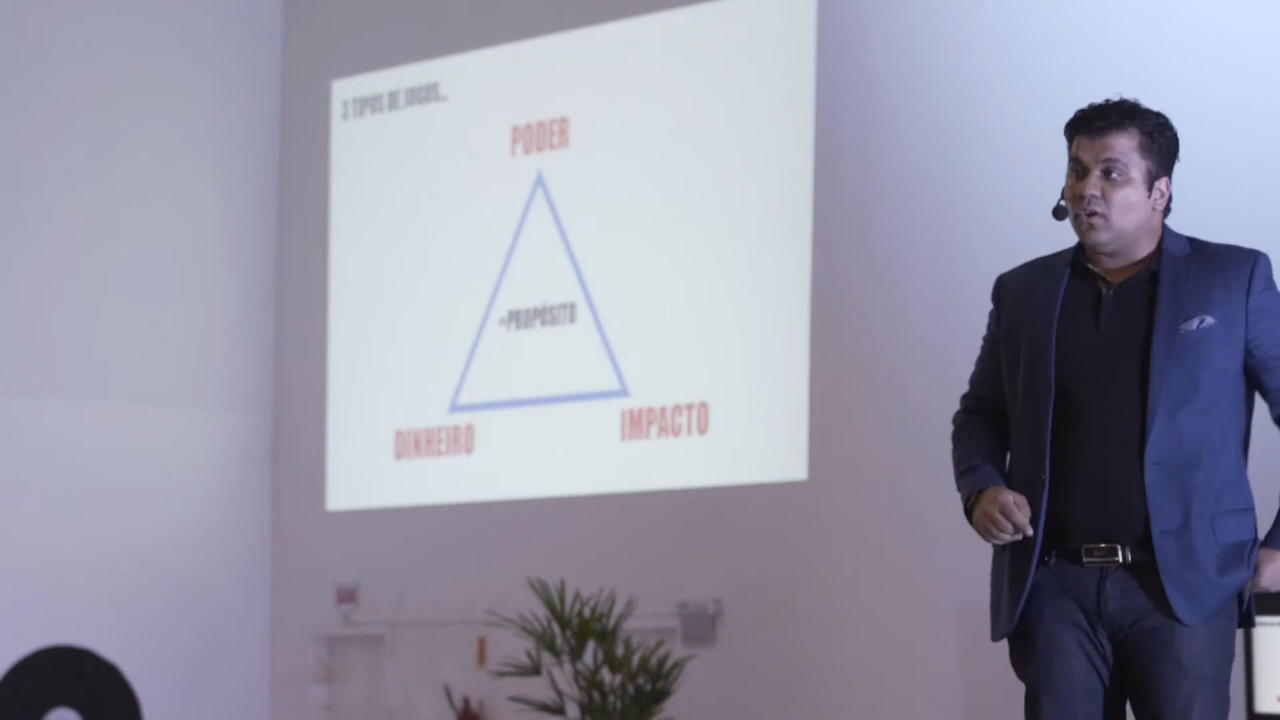 3 TIPOS DE JOGOS...
PODER
+PROPÓSITO
DINHEIRO
IMPACTO